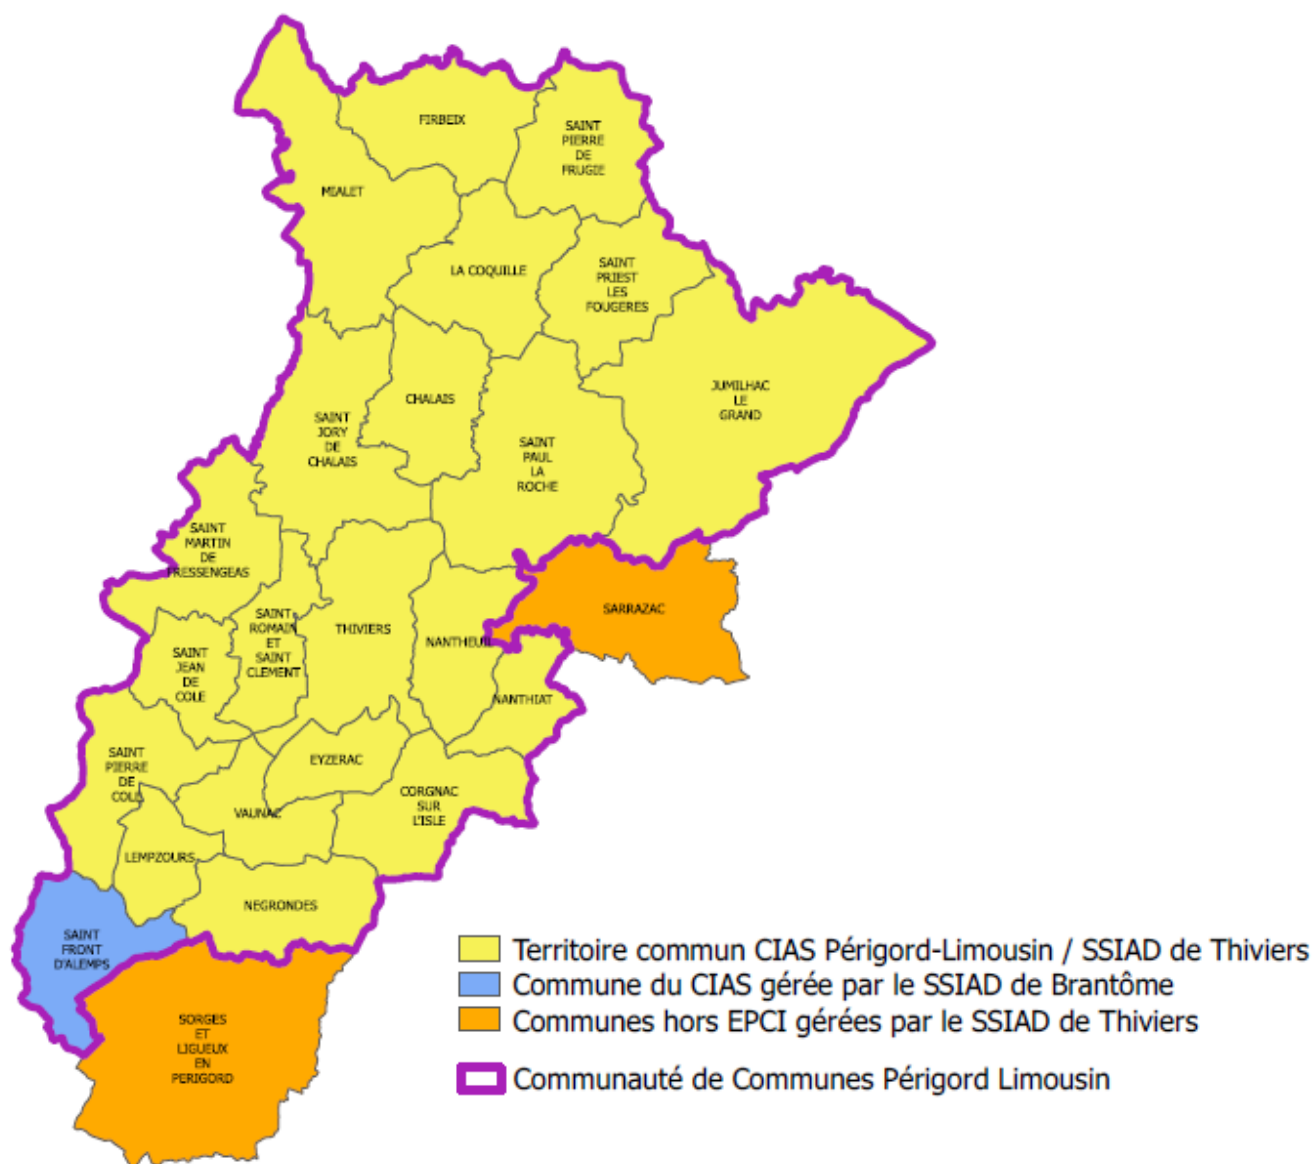 FIRBEIX
SAINT
PIERRE
DE
FRUGIE
MIALET
LA COQUILLE
SAINT
PRIEST
LES
FOUGERES
JUMILHAC
LE
GRAND
CHALAIS
SAINT
JORY
DE
CHALAIS
SAINT
PAUL
LA
ROCHE
SAINT
MARTIN
DE
FRESSENGEAS
SARRAZAC
SAINT
ROMAIN
ET
SAINT
CLEMENT
THIVIERS
NANTHEUIL
SAINT
JEAN
DE
COLE
NANTHIAT
SAINT
PIERRE
DE
COLE
EYZERAC
CORGNAC
SUR
L'ISLE
VAUNAC
LEMPZOURS
NEGRONDES
SAINT
FRONT
D'ALEMPS
SORGES
ET
LIGUEUX
EN
PERIGORD
Territoire commun CIAS Périgord-Limousin / SSIAD de Thiviers
Commune du CIAS gérée par le SSIAD de Brantôme
Communes hors EPCI gérées par le SSIAD de Thiviers
Communauté de Communes Périgord Limousin